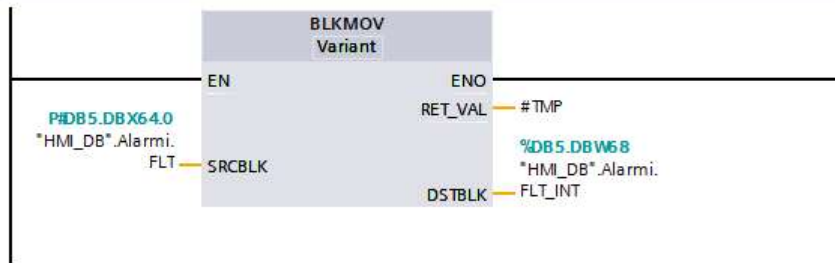 BLKMOV
Variant
EN
ENO
RET_VAL
#TMP
P#DB5.DBX64.0
"HMI_DB".Alarmi.
FLT
SRCBLK
%DB5.DBW68
"HMI_DB".Alarmi.
DSTBLK
FLT_INT